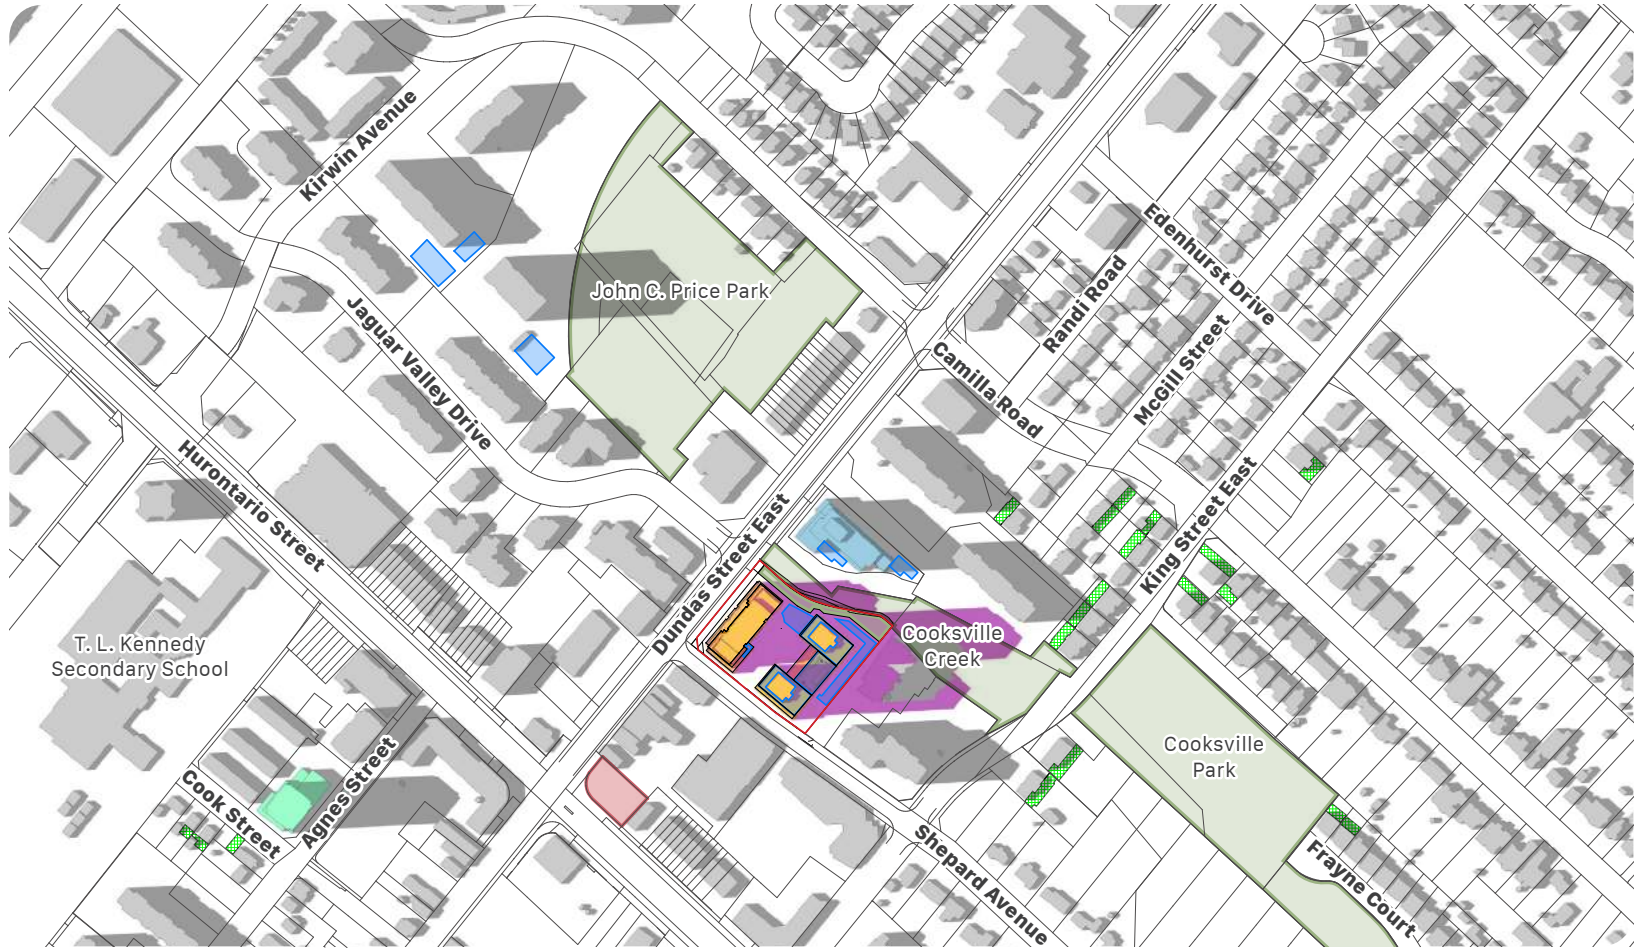 Kirwin Avenue
Edenhurst Drive
John C. Price Park
Randi Road
Jaguar Valley Drive
McGill Street
Camilla Road
Hurontario Street
King Street East
Dundas Street East
T. L. Kennedy
Secondary School
Cooksville
Creek
Cooksville
Park
Cook Street
Agnes Street
Shepard Avenue
Frayne Court